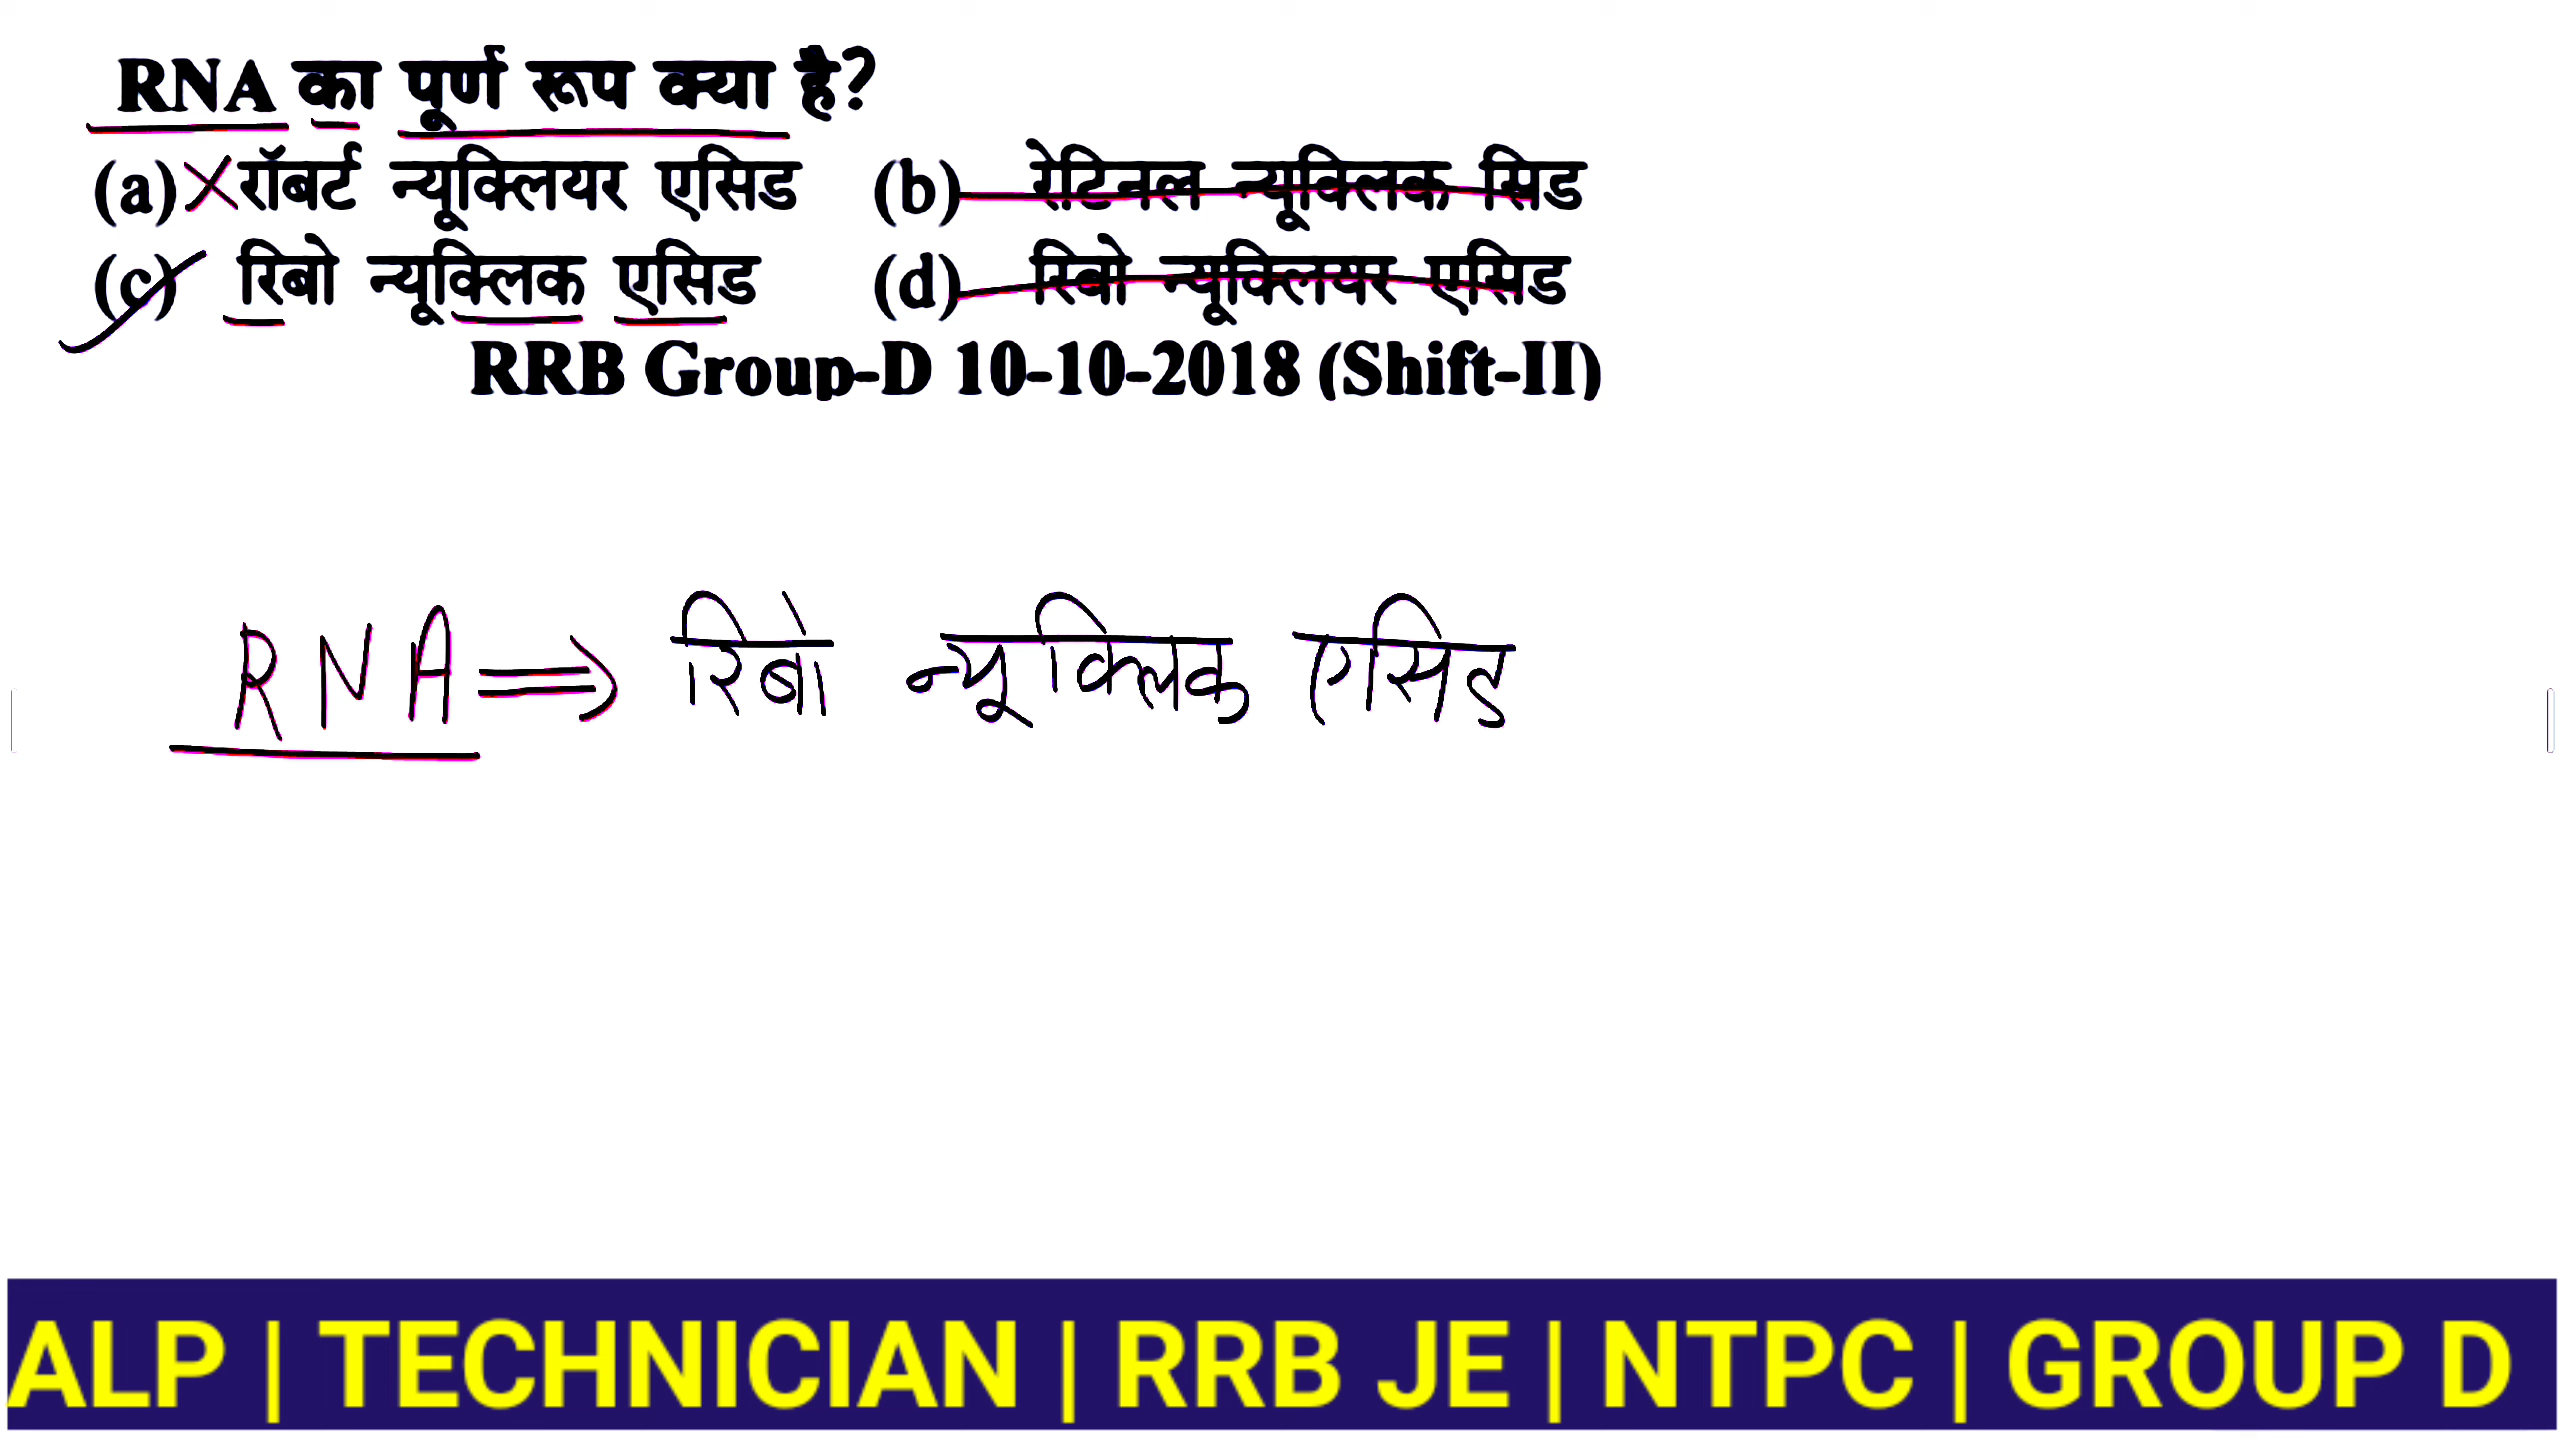 RNA का पूर्ण रूप क्या है?
(a) रॉबर्ट न्यूक्लियर एसिड (b) रेटिनल न्यूक्लिक सिड
(c) रिबो न्यूक्लिक एसिड (d) रिबो न्यूक्लियर एसिड
RRB Group-D 10-10-2018 (Shift-II)
RNA ⇒ रिबो न्यूक्लिक एसिड
ALP | TECHNICIAN | RRB JE | NTPC | GROUP D